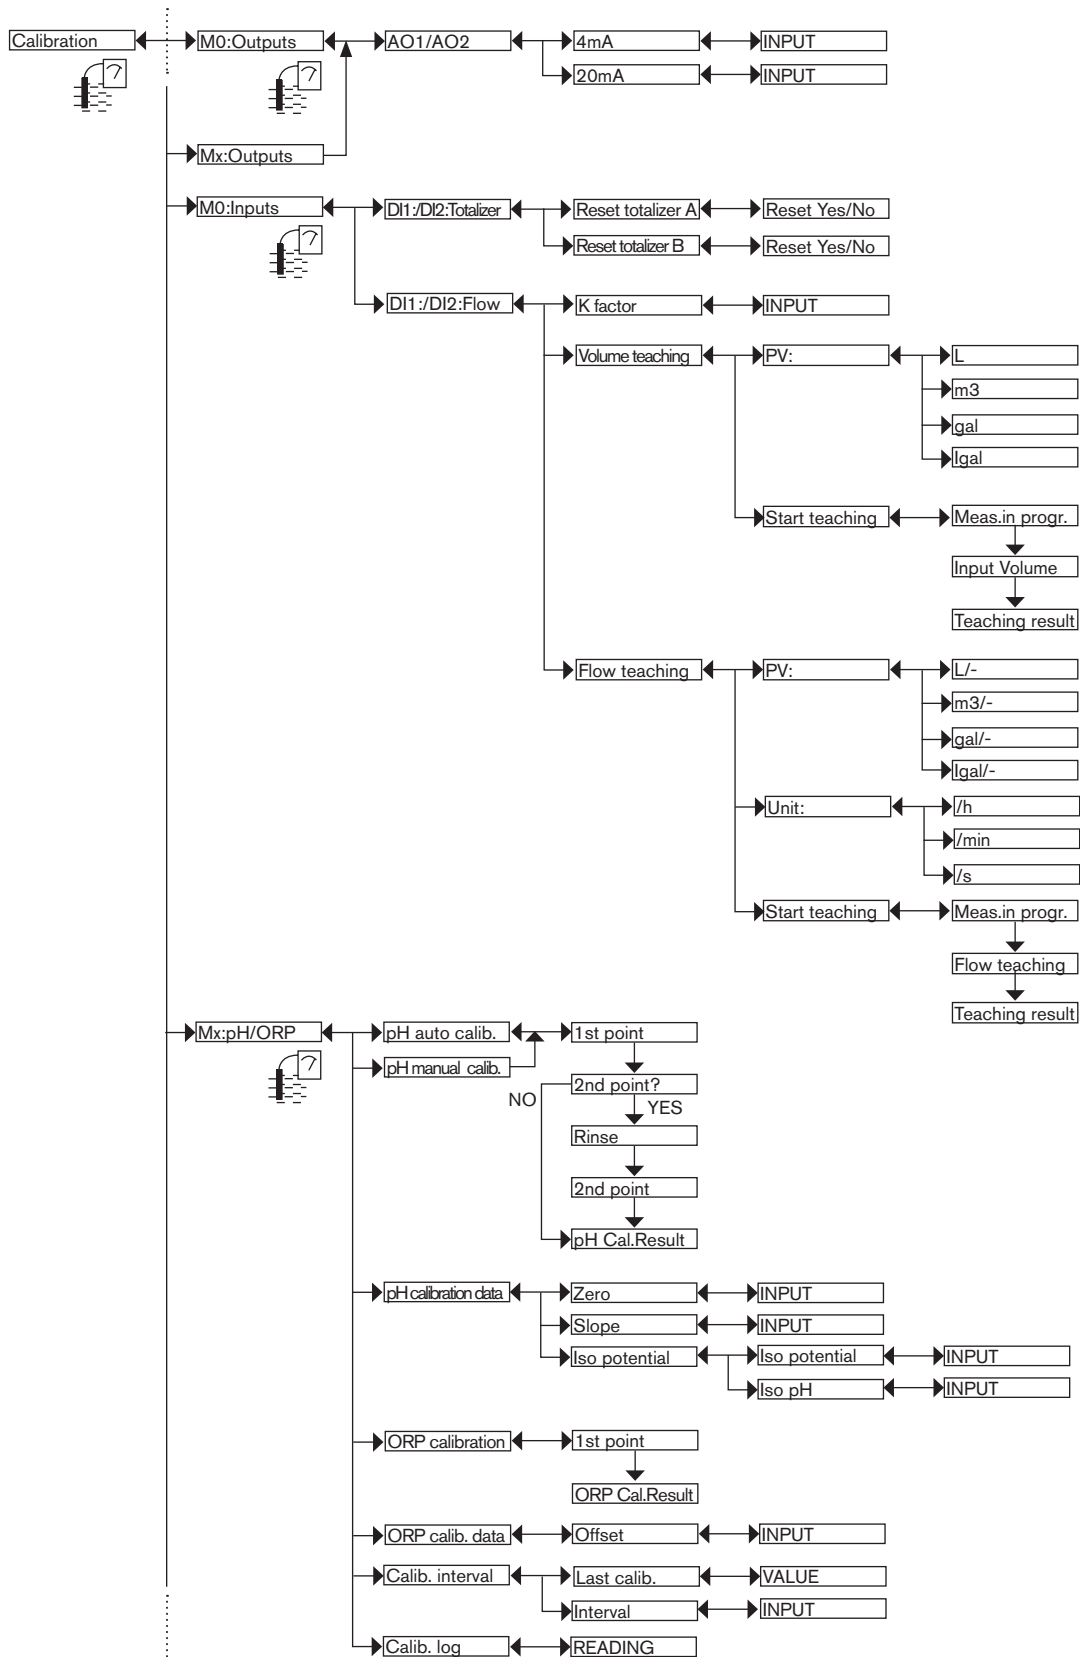 Calibration M0:Outputs AO1/AO2 4mA INPUT
20mA INPUT
Mx:Outputs
M0:Inputs DI1:/DI2:Totalizer Reset totalizer A Reset Yes/No
Reset totalizer B Reset Yes/No
DI1:/DI2:Flow K factor INPUT
Volume teaching PV: L
m3
gal
Igal
Start teaching Meas.in progr.
Input Volume
Teaching result
Flow teaching PV: L/-
m3/-
gal/-
Igal/-
Unit: /h
/min
/s
Start teaching Meas.in progr.
Flow teaching
Teaching result
Mx:pH/ORP pH auto calib. 1st point
pH manual calib.
2nd point?
NO YES
Rinse
2nd point
pH Cal.Result
pH calibration data Zero INPUT
Slope INPUT
Iso potential Iso potential INPUT
Iso pH INPUT
ORP calibration 1st point
ORP Cal.Result
ORP calib. data Offset INPUT
Calib. interval Last calib. VALUE
Interval INPUT
Calib. log READING